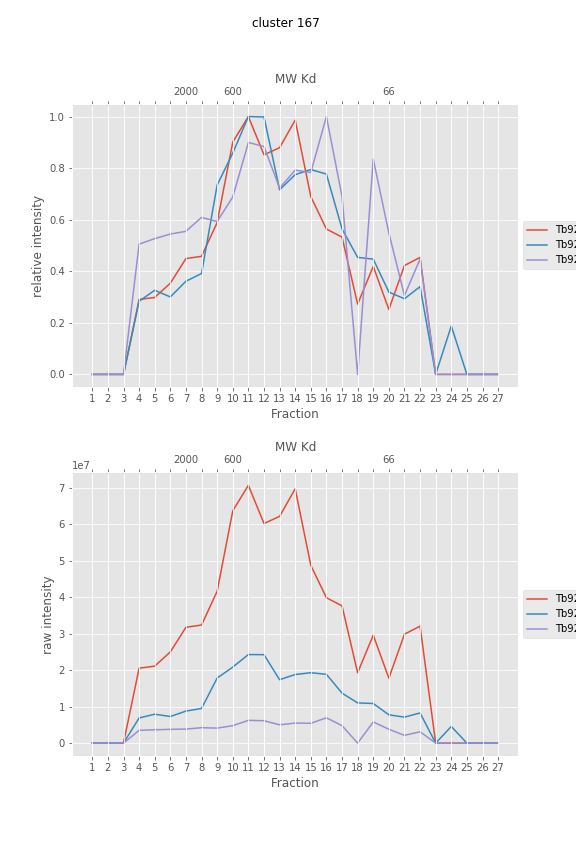 cluster 167
MW Kd
2000 600 66
1.0
0.8
0.6
0.4
0.2
0.0
relative intensity
Tb92
Tb92
Tb92
1 2 3 4 5 6 7 8 9 10 11 12 13 14 15 16 17 18 19 20 21 22 23 24 25 26 27
Fraction
MW Kd
2000 600 66
1e7
7
6
5
4
3
2
1
0
raw intensity
Tb92
Tb92
Tb92
1 2 3 4 5 6 7 8 9 10 11 12 13 14 15 16 17 18 19 20 21 22 23 24 25 26 27
Fraction